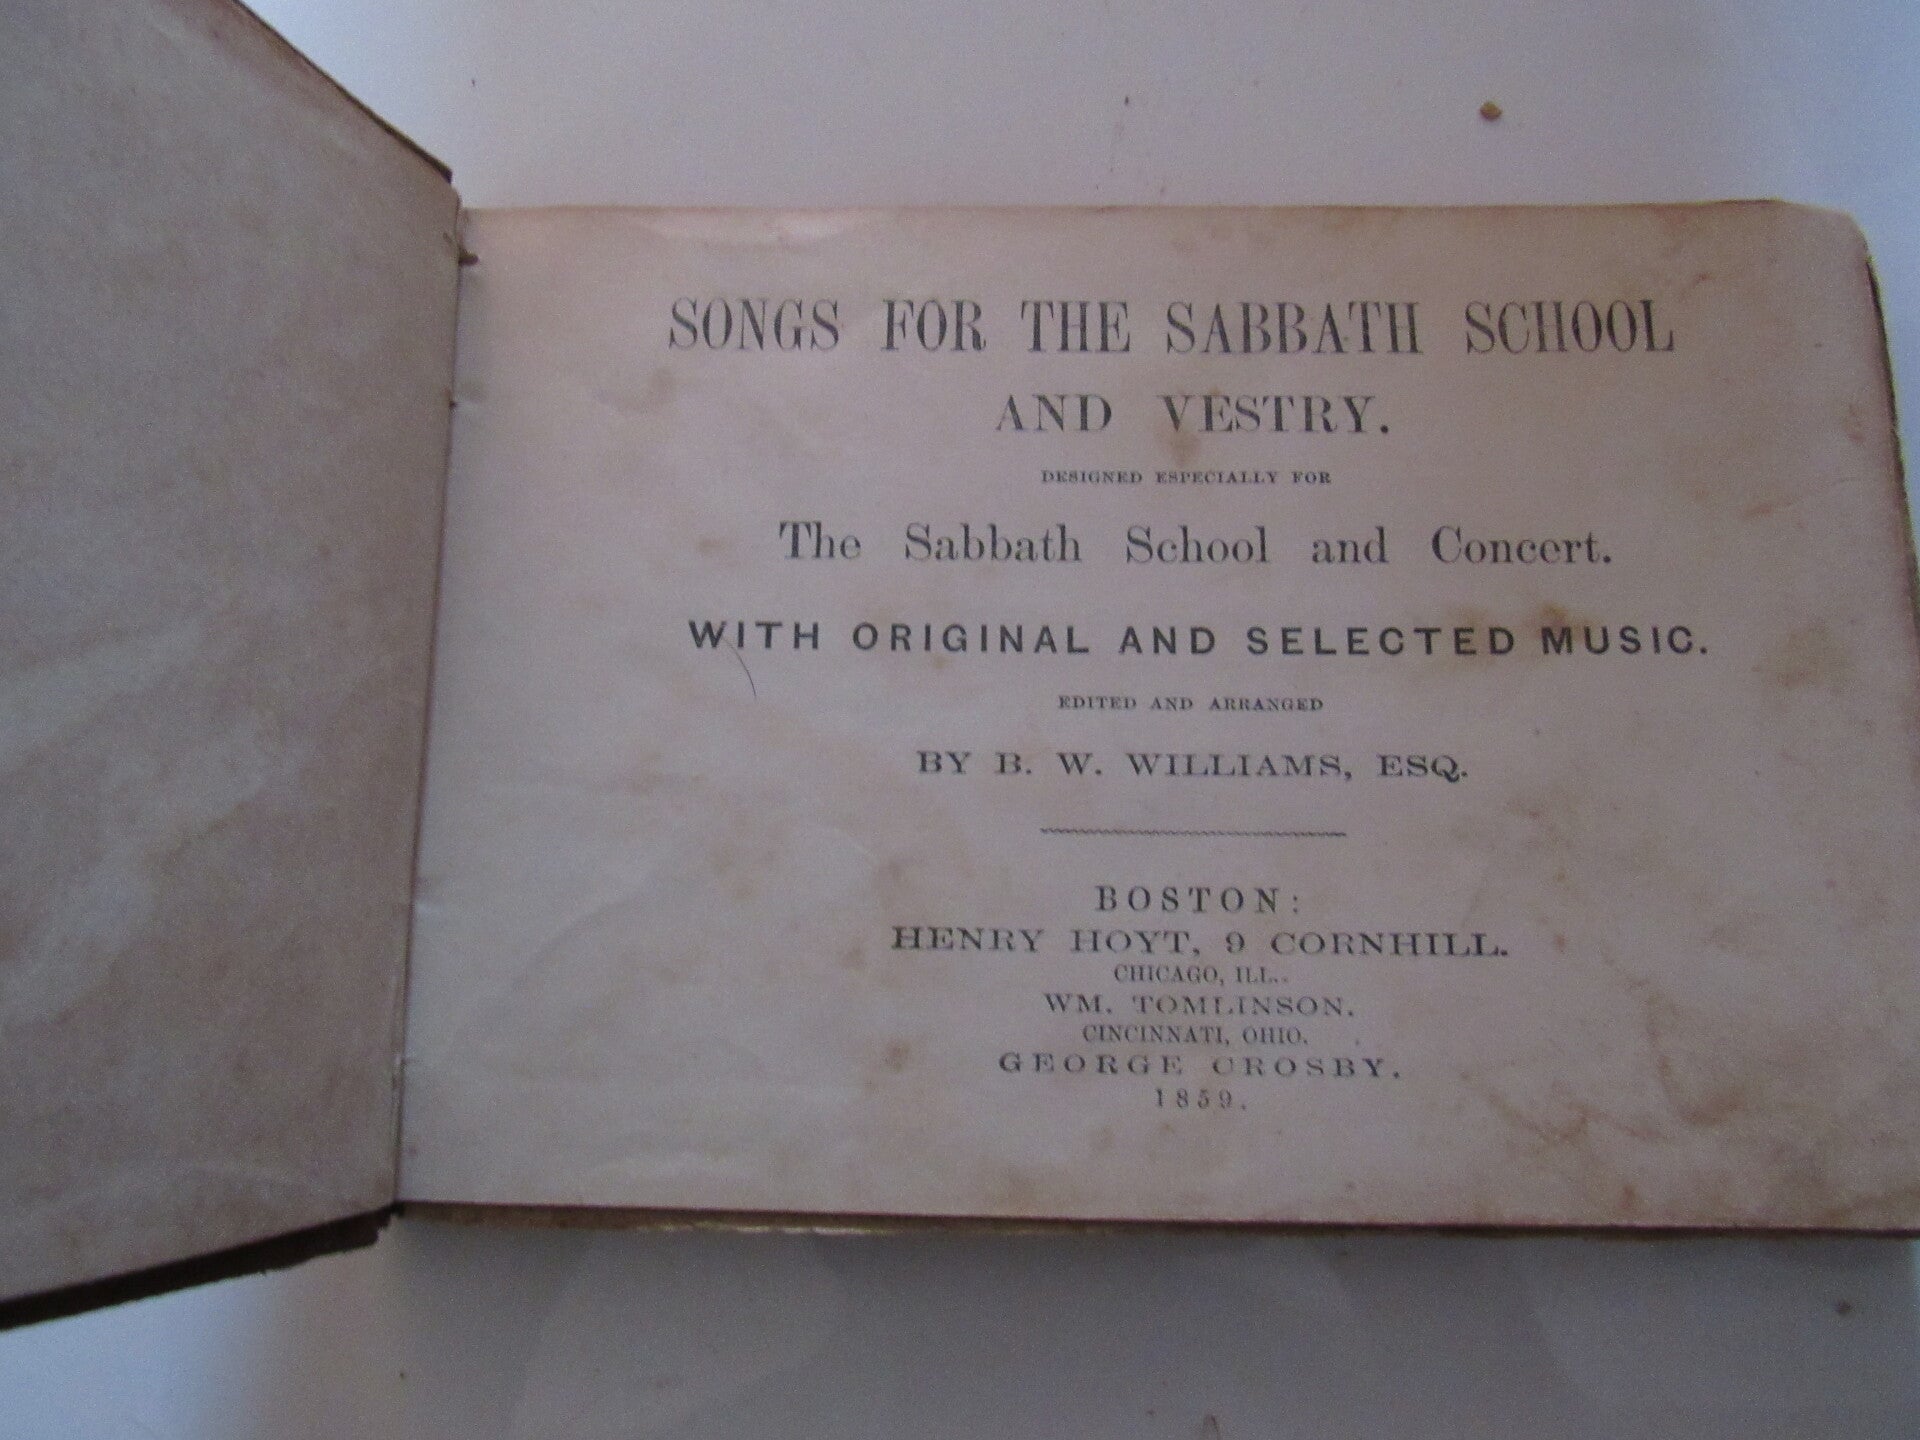 SONGS FOR THE SABBATH SCHOOL
AND VESTRY.
DESIGNED ESPECIALLY FOR
The Sabbath School and Concert.
WITH ORIGINAL AND SELECTED MUSIC.
EDITED AND ARRANGED
BY B. W. WILLIAMS, ESQ.
BOSTON:
HENRY HOYT, 9 CORNHILL.
CHICAGO, ILL..
WM. TOMLINSON.
CINCINNATI, OHIO.
GEORGE CROSBY.
1859.